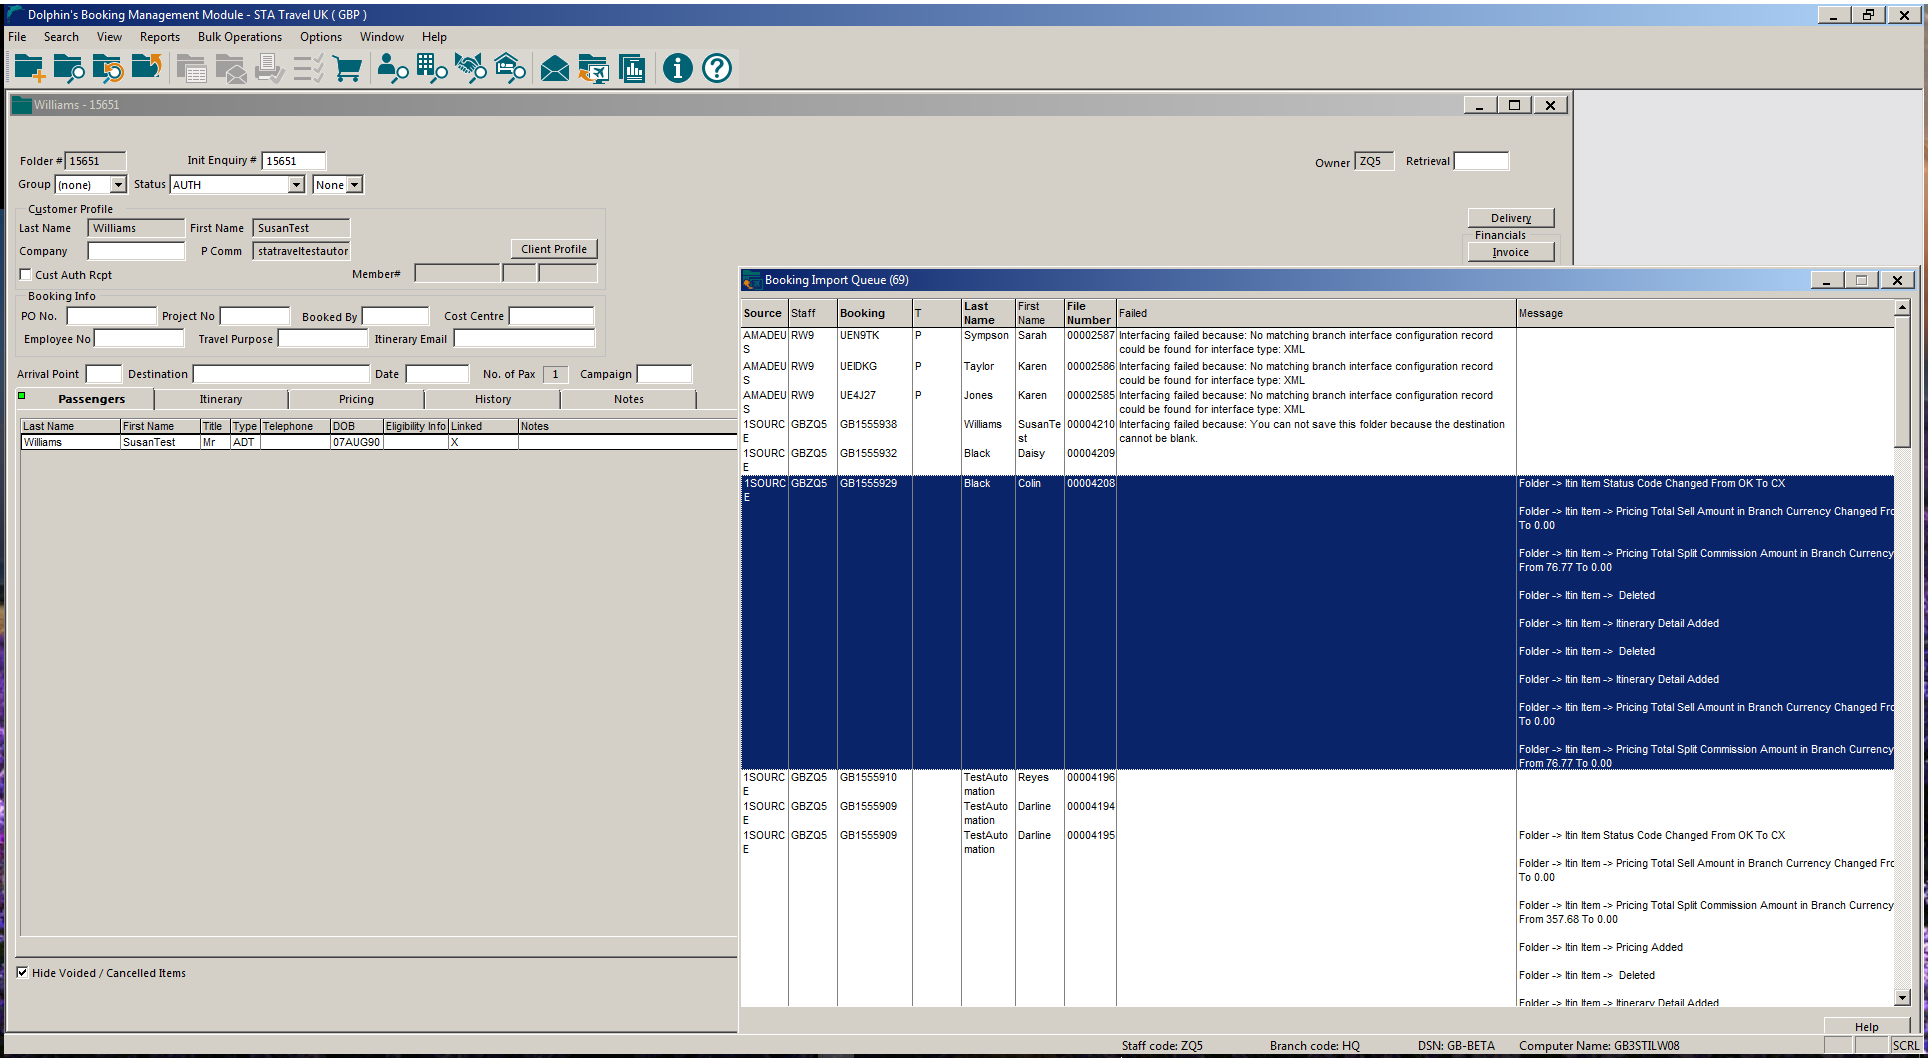 Dolphin's Booking Management Module - STA Travel UK ( GBP )
File Search View Reports Bulk Operations Options Window Help
Williams - 15651
Folder # 15651 Init Enquiry # 15651
Owner ZQ5 Retrieval
Group (none) Status AUTH None
Customer Profile
Last Name Williams First Name SusanTest
Company P Comm statraveltestautor
Client Profile
Cust Auth Rcpt Member#
Delivery
Financials
Invoice
Booking Info
PO No. Project No Booked By Cost Centre
Employee No Travel Purpose Itinerary Email
Arrival Point Destination Date No. of Pax 1 Campaign
Passengers Itinerary Pricing History Notes
Last Name First Name Title Type Telephone DOB Eligibility Info Linked Notes
Williams SusanTest Mr ADT 07AUG90 X
Hide Voided / Cancelled Items
Booking Import Queue (69)
Source Staff Booking T Last Name First Name File Number Failed Message
AMADEUS RW9 UEN9TK P Sympson Sarah 00002587 Interfacing failed because: No matching branch interface configuration record
could be found for interface type: XML
AMADEUS RW9 UEIDKG P Taylor Karen 00002586 Interfacing failed because: No matching branch interface configuration record
could be found for interface type: XML
AMADEUS RW9 UE4J27 P Jones Karen 00002585 Interfacing failed because: No matching branch interface configuration record
could be found for interface type: XML
1SOURCE GBZQ5 GB1555938 Williams SusanTest 00004210 Interfacing failed because: You can not save this folder because the destination
cannot be blank.
1SOURCE GBZQ5 GB1555932 Black Daisy 00004209
1SOURCE GBZQ5 GB1555929 Black Colin 00004208 Folder -> Itin Item Status Code Changed From OK To CX
Folder -> Itin Item -> Pricing Total Sell Amount in Branch Currency Changed Fro
To 0.00
Folder -> Itin Item -> Pricing Total Split Commission Amount in Branch Currency
From 76.77 To 0.00
Folder -> Itin Item -> Deleted
Folder -> Itin Item -> Itinerary Detail Added
Folder -> Itin Item -> Deleted
Folder -> Itin Item -> Itinerary Detail Added
Folder -> Itin Item -> Pricing Total Sell Amount in Branch Currency Changed Fro
To 0.00
Folder -> Itin Item -> Pricing Total Split Commission Amount in Branch Currency
From 76.77 To 0.00
1SOURCE GBZQ5 GB1555910 TestAutomation Reyes 00004196
1SOURCE GBZQ5 GB1555909 TestAutomation Darline 00004194
1SOURCE GBZQ5 GB1555909 TestAutomation Darline 00004195 Folder -> Itin Item Status Code Changed From OK To CX
Folder -> Itin Item -> Pricing Total Sell Amount in Branch Currency Changed Fro
To 0.00
Folder -> Itin Item -> Pricing Total Split Commission Amount in Branch Currency
From 357.68 To 0.00
Folder -> Itin Item -> Pricing Added
Folder -> Itin Item -> Deleted
Folder -> Itin Item -> Itinerary Detail Added
Help
Staff code: ZQ5 Branch code: HQ DSN: GB-BETA Computer Name: GB3STILW08 SCRL